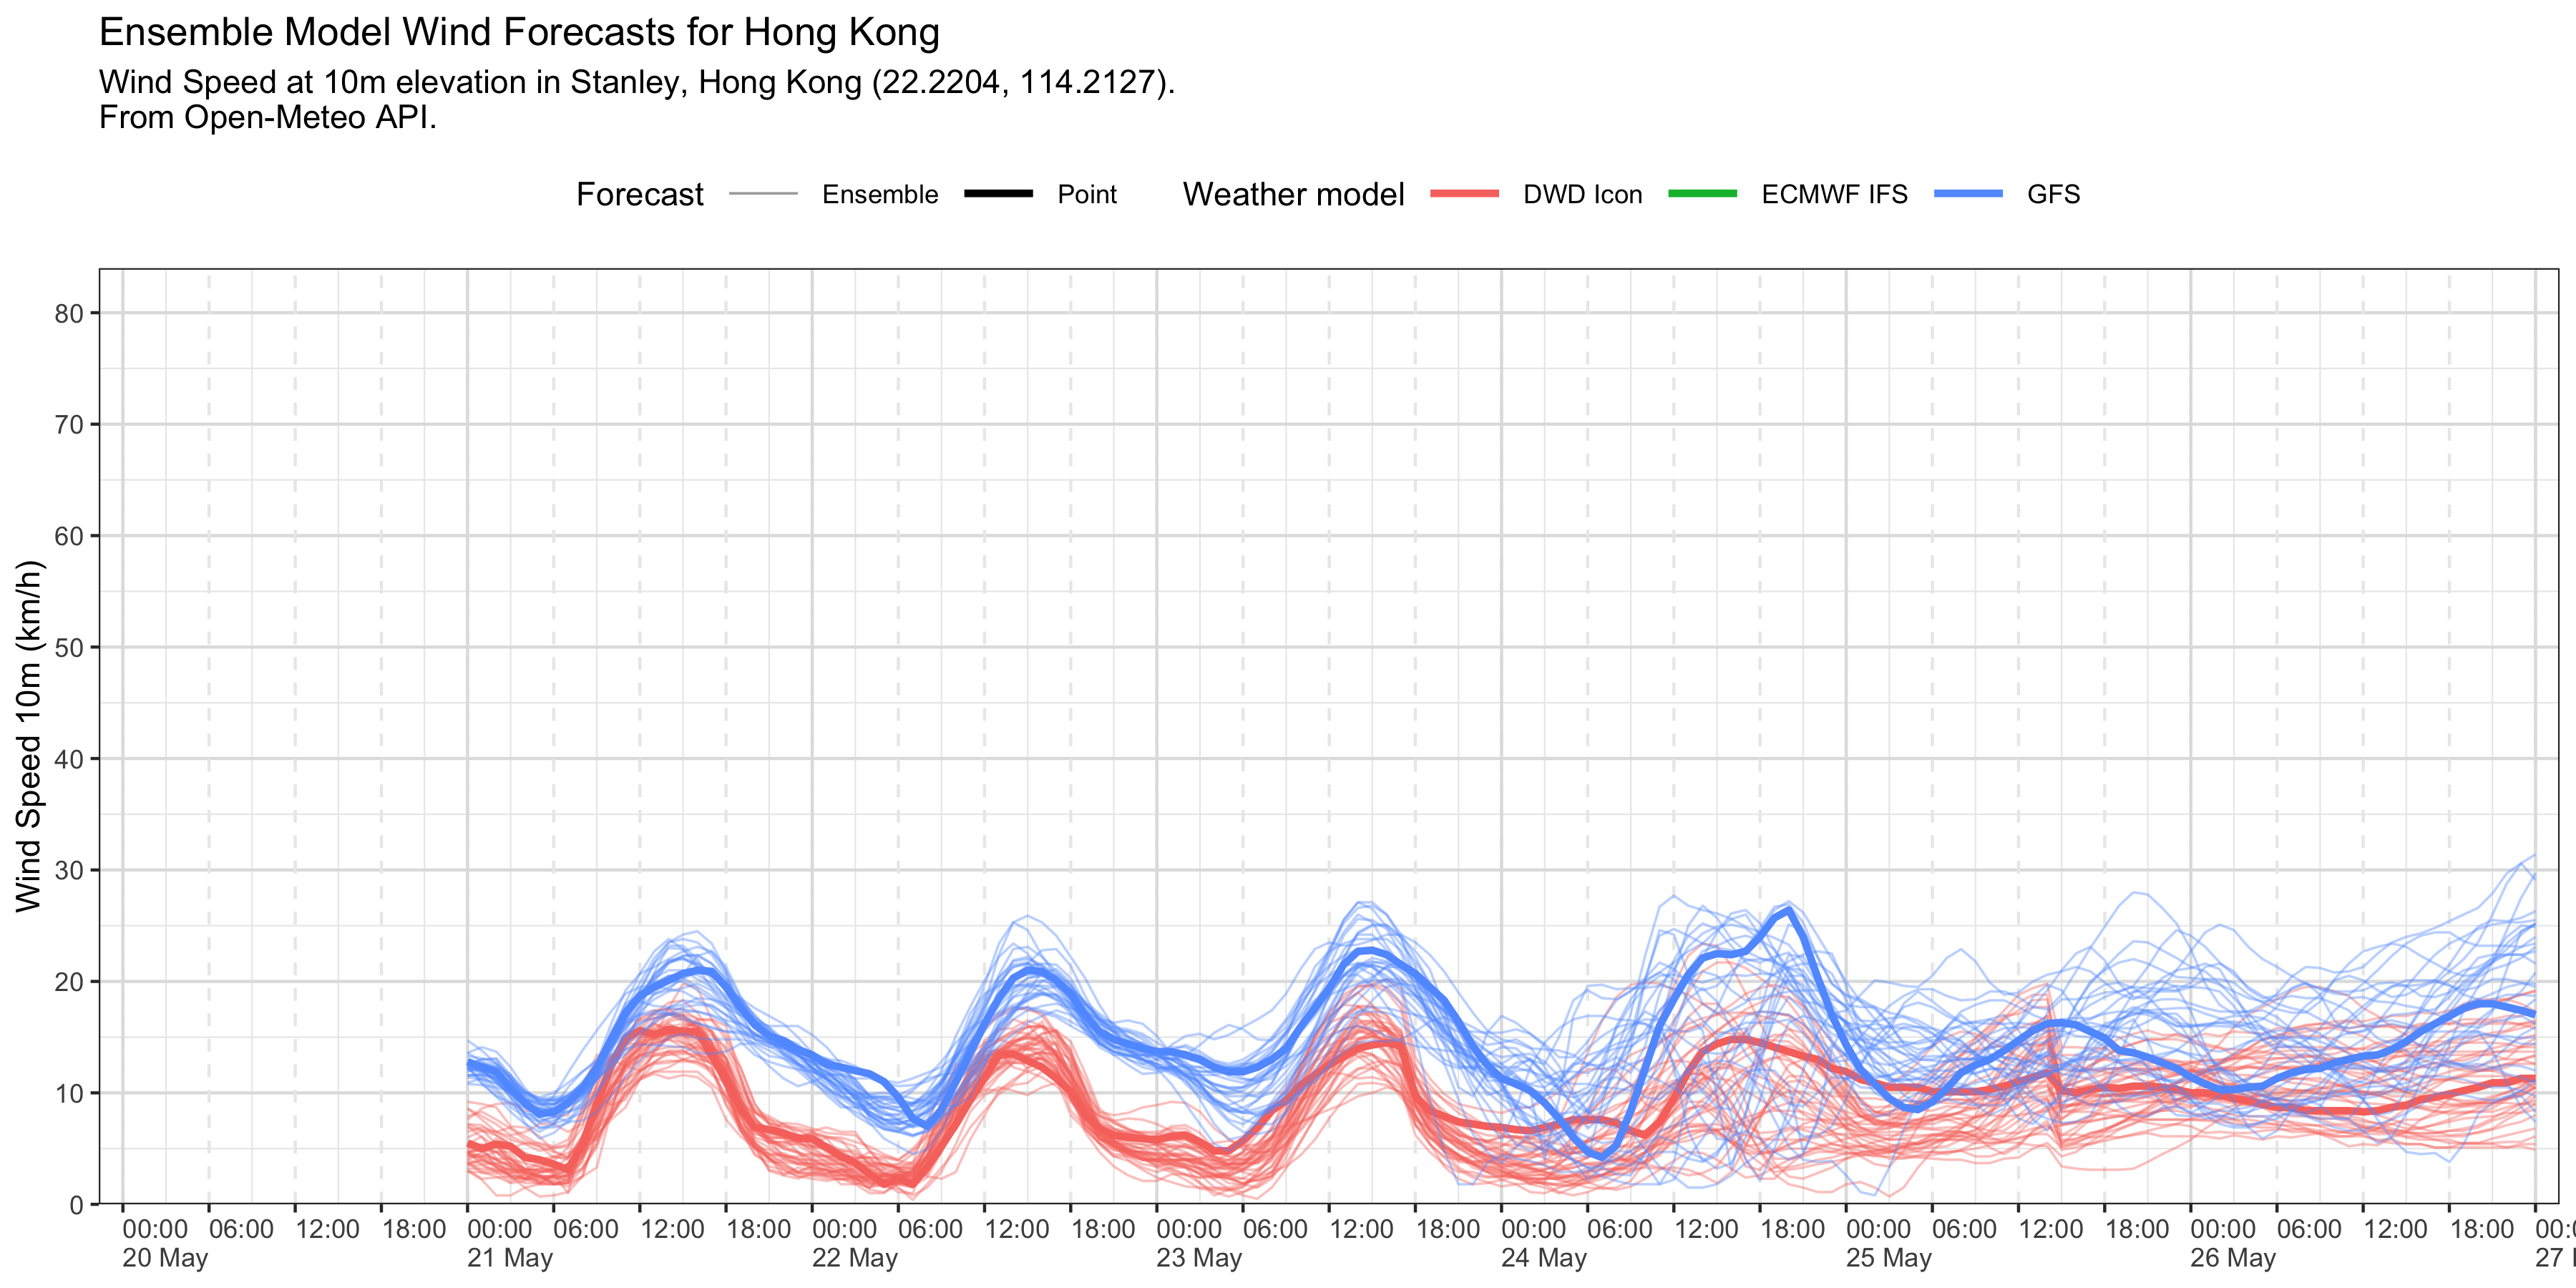 Ensemble Model Wind Forecasts for Hong Kong
Wind Speed at 10m elevation in Stanley, Hong Kong (22.2204, 114.2127).
From Open-Meteo API.
Forecast Ensemble Point Weather model DWD Icon ECMWF IFS GFS
Wind Speed 10m (km/h)
80
70
60
50
40
30
20
10
0
00:00 06:00 12:00 18:00 00:00 06:00 12:00 18:00 00:00 06:00 12:00 18:00 00:00 06:00 12:00 18:00 00:00 06:00 12:00 18:00 00:00 06:00 12:00 18:00 00:00 06:00 12:00 18:00
20 May 21 May 22 May 23 May 24 May 25 May 26 May 27